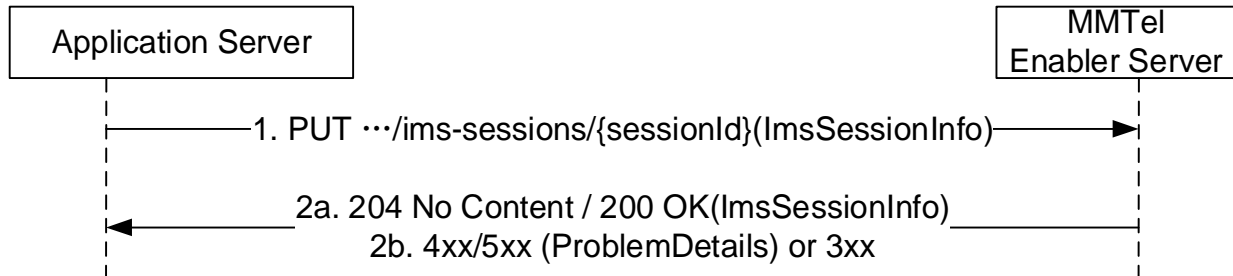 Application Server
MMTel
Enabler Server
1. PUT ···/ims-sessions/{sessionId}(ImsSessionInfo)
2a. 204 No Content / 200 OK(ImsSessionInfo)
2b. 4xx/5xx (ProblemDetails) or 3xx